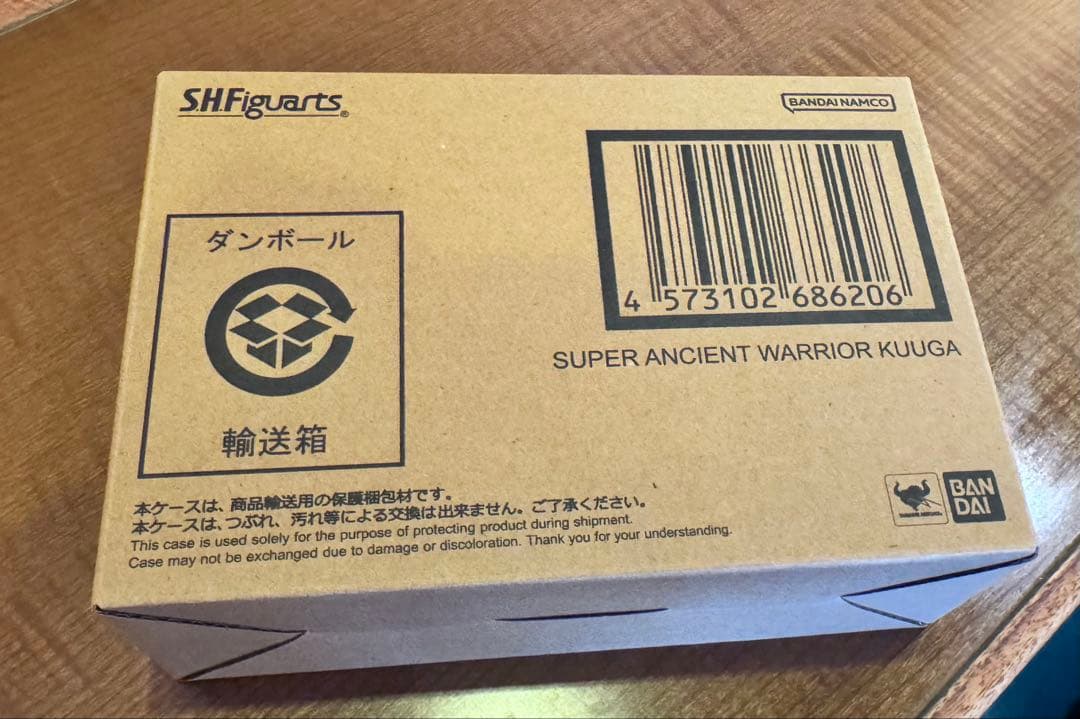 S.H.Figuarts®
BANDAI NAMCO
4 573102 686206
SUPER ANCIENT WARRIOR KUUGA
ダンボール
輸送箱
本ケースは、商品輸送用の保護梱包材です。
本ケースは、つぶれ、汚れ等による交換は出来ません。ご了承ください。
This case is used solely for the purpose of protecting product during shipment.
Case may not be exchanged due to damage or discoloration. Thank you for your understanding.
BAN
DAI